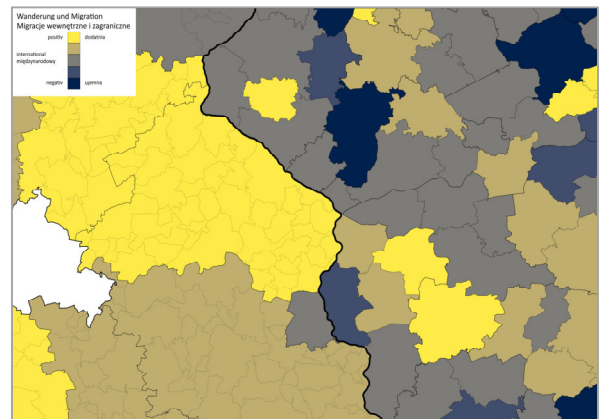 Wanderung und Migration
Migracje wewnętrzne i zagraniczne
positiv dodatnia
international
międzynarodowy
negativ ujemna